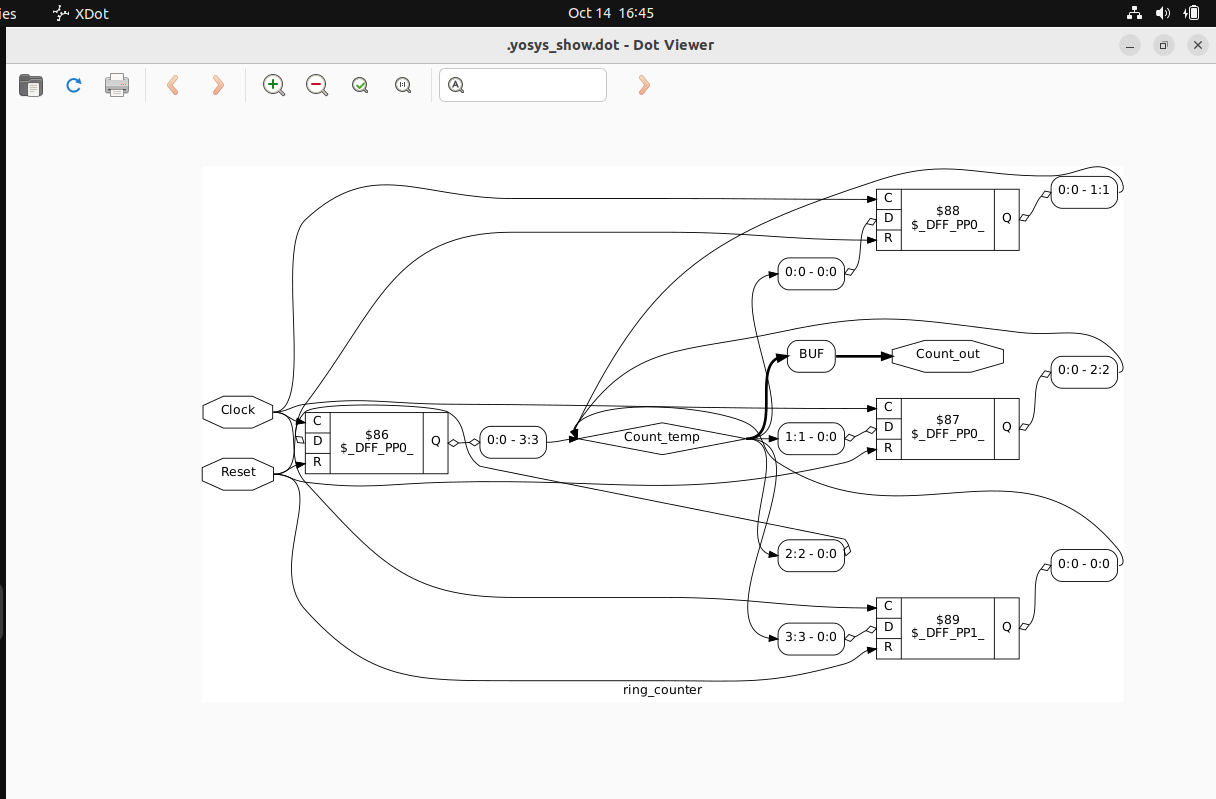 ies
XDot
Oct 14 16:45
.yosys_show.dot - Dot Viewer
0:0 - 1:1
C
D
R
$88
$_DFF_PP0_
Q
0:0 - 0:0
BUF
Count_out
0:0 - 2:2
Clock
C
D
R
$86
$_DFF_PP0_
Q
0:0 - 3:3
Count_temp
1:1 - 0:0
C
D
R
$87
$_DFF_PP0_
Q
Reset
2:2 - 0:0
0:0 - 0:0
3:3 - 0:0
C
D
R
$89
$_DFF_PP1_
Q
ring_counter